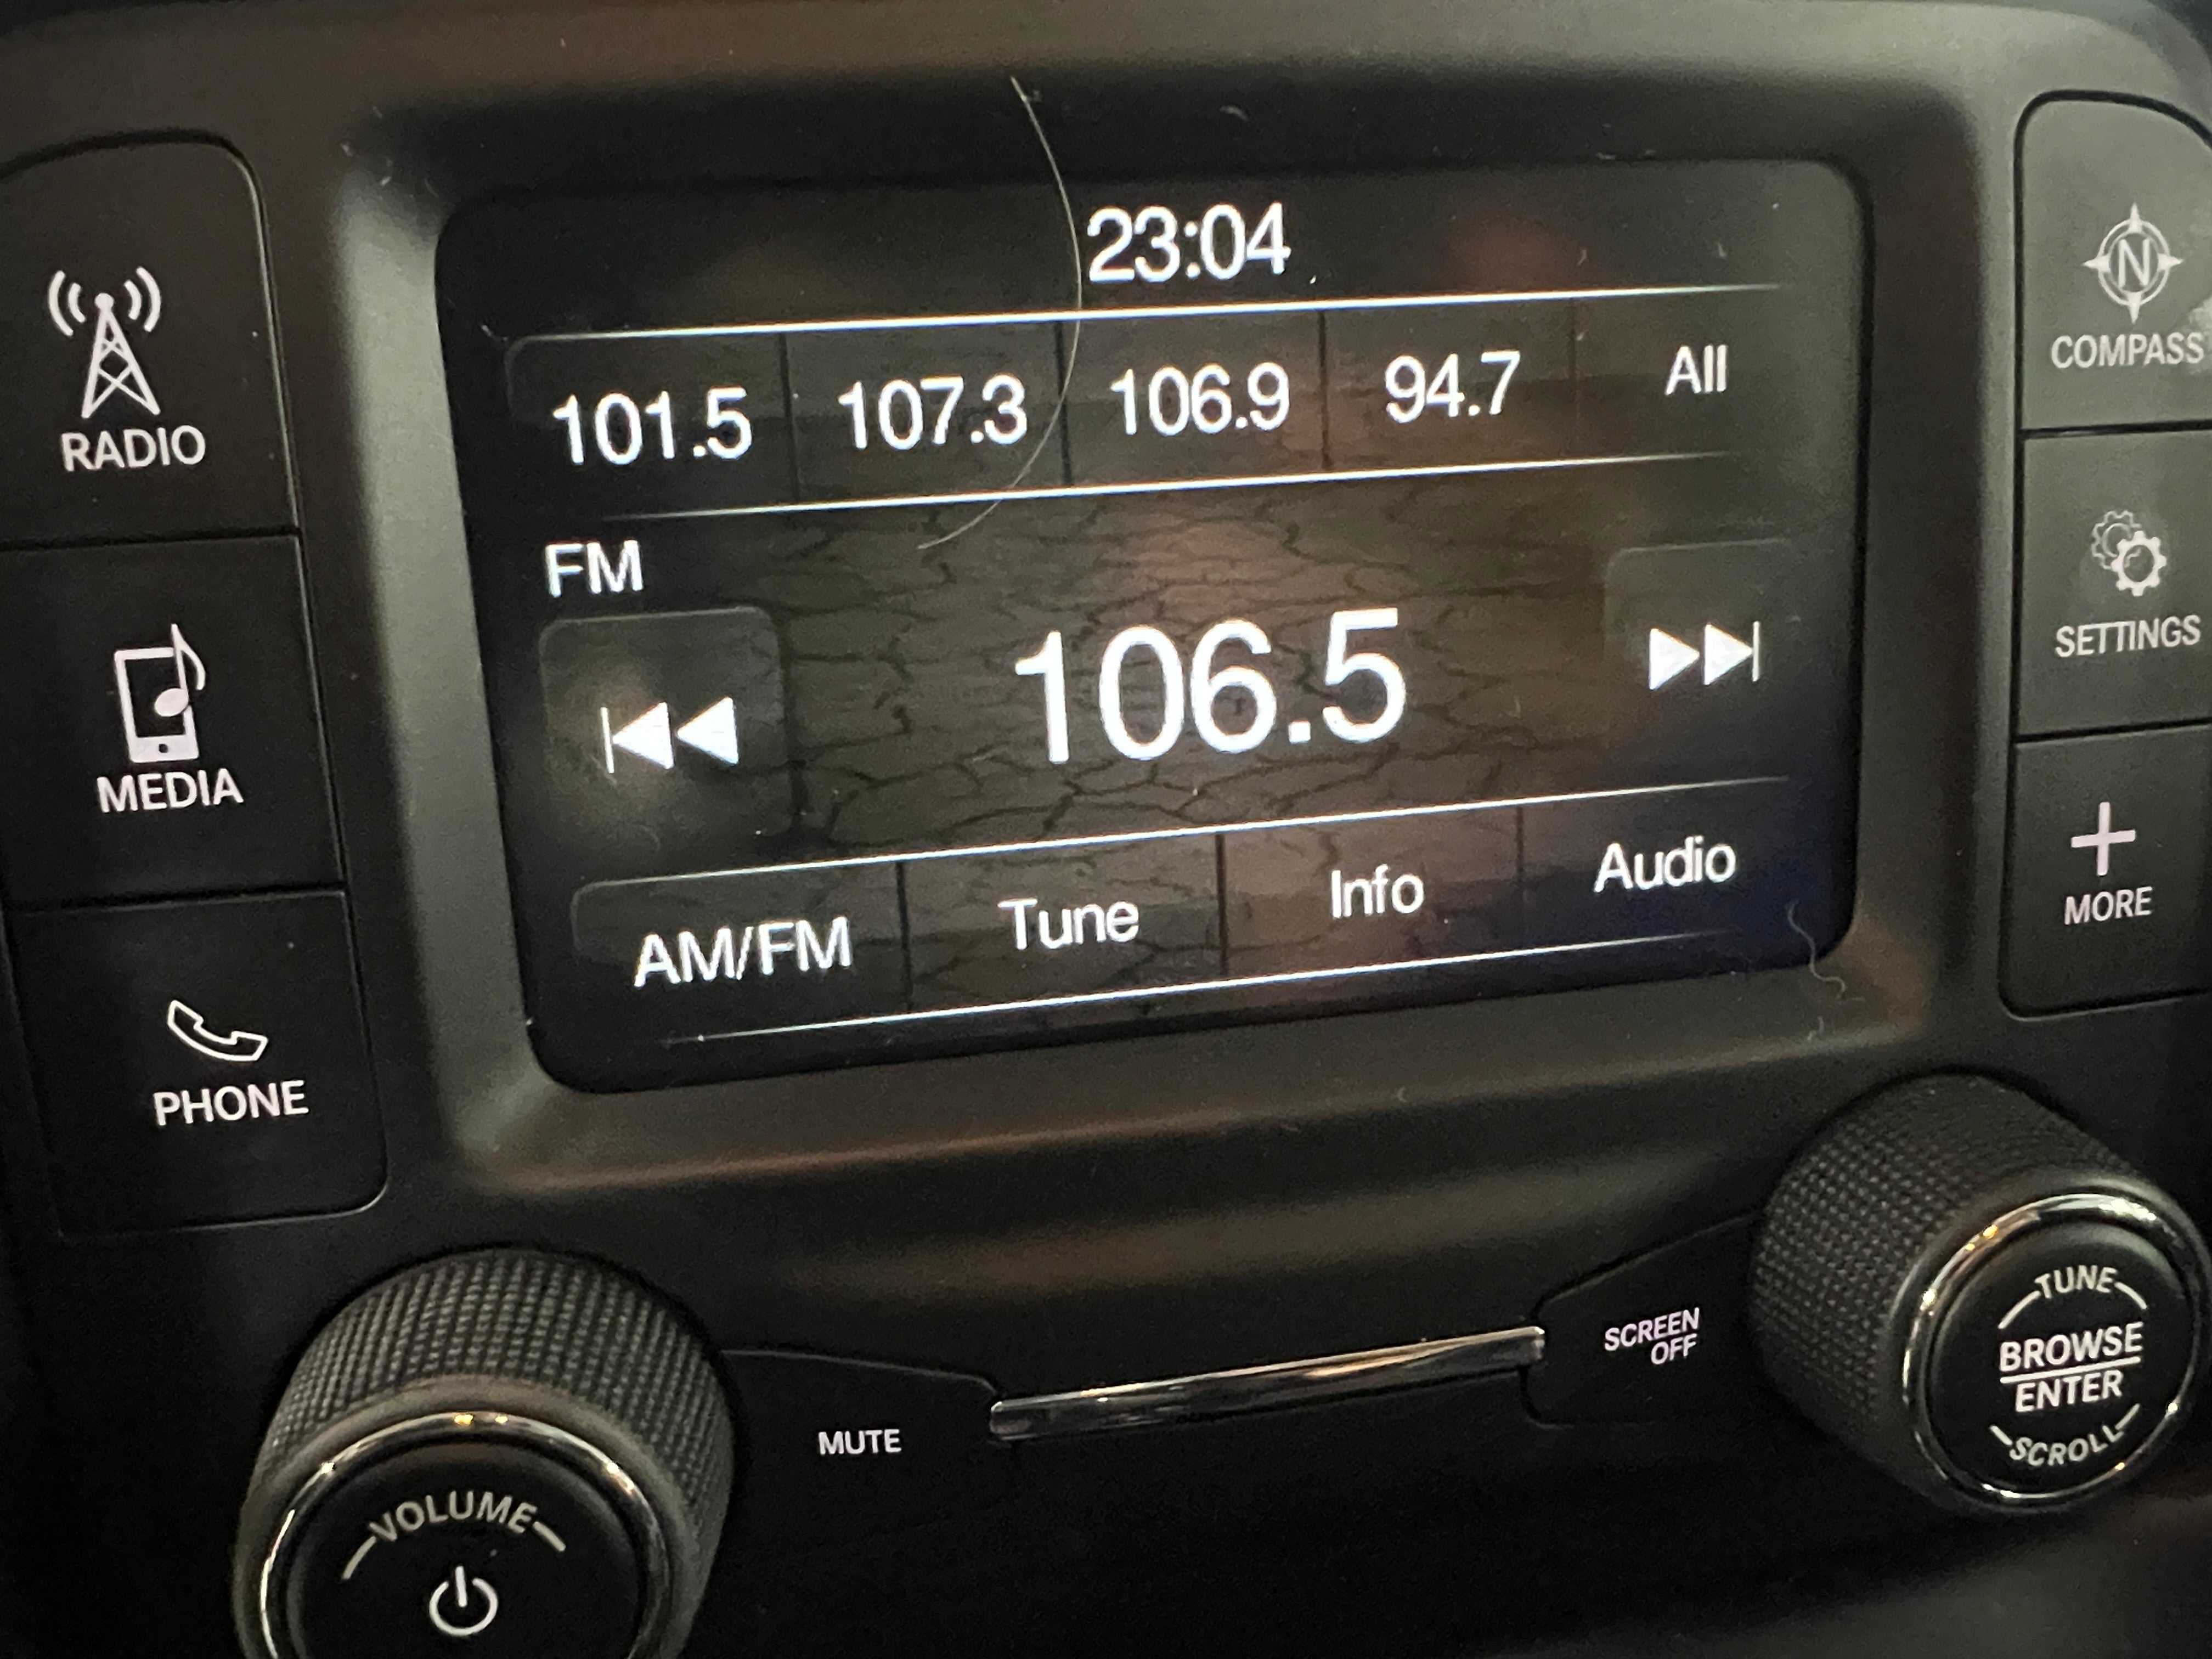 23:04
101.5 107.3 106.9 94.7 All
FM
106.5
AM/FM Tune Info Audio
RADIO
MEDIA
PHONE
N
COMPASS
SETTINGS
MORE
VOLUME
MUTE
SCREEN
OFF
TUNE
BROWSE
ENTER
SCROLL